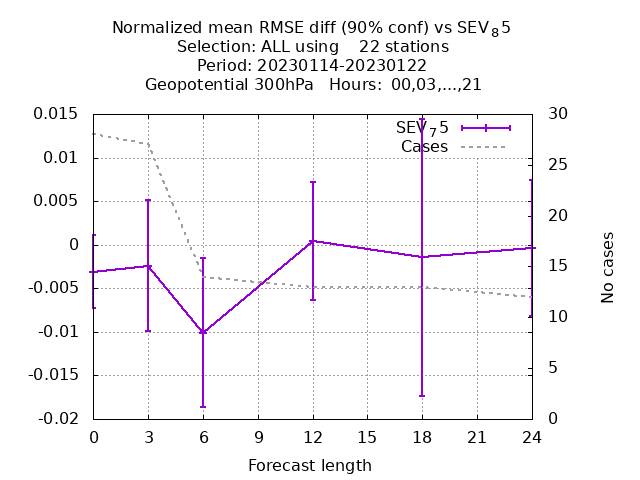 Normalized mean RMSE diff (90% conf) vs SEV₈5
Selection: ALL using    22 stations
Period: 20230114-20230122
Geopotential 300hPa   Hours:  00,03,...,21
SEV₇5
Cases
0.015
0.01
0.005
0
-0.005
-0.01
-0.015
-0.02
30
25
20
15
10
5
0
No cases
0 3 6 9 12 15 18 21 24
Forecast length